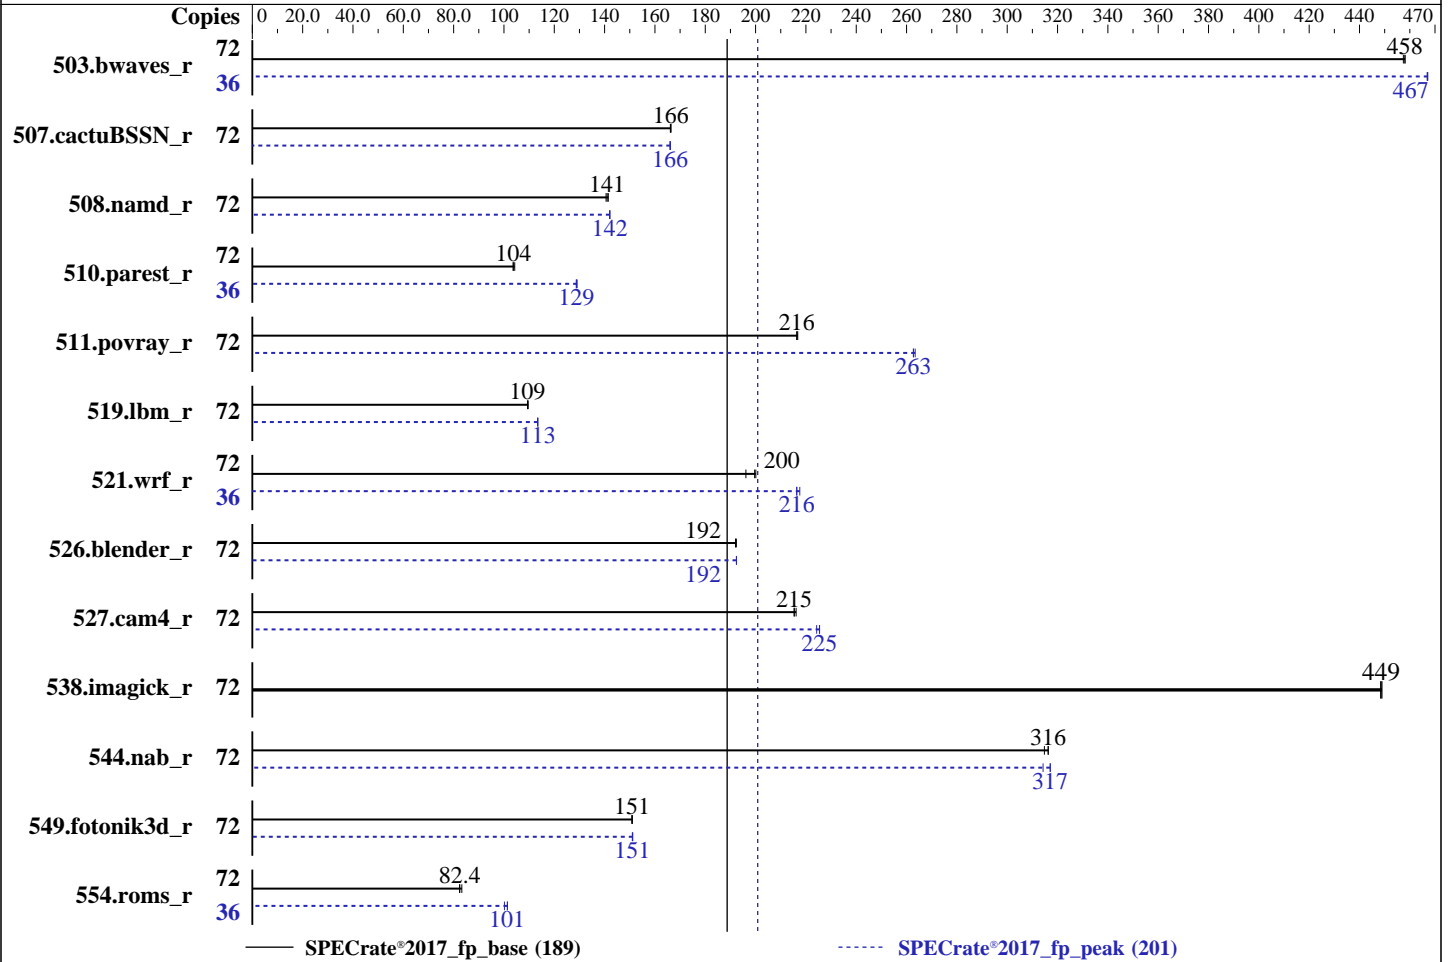 Copies 0 20.0 40.0 60.0 80.0 100 120 140 160 180 200 220 240 260 280 300 320 340 360 380 400 420 440 470
503.bwaves_r 72 458
36 467
507.cactuBSSN_r 72 166
166
508.namd_r 72 141
142
510.parest_r 72 104
36 129
511.povray_r 72 216
263
519.lbm_r 72 109
113
521.wrf_r 72 200
36 216
526.blender_r 72 192
192
527.cam4_r 72 215
225
538.imagick_r 72 449
544.nab_r 72 316
317
549.fotonik3d_r 72 151
151
554.roms_r 72 82.4
36 101
SPECrate®2017_fp_base (189) SPECrate®2017_fp_peak (201)